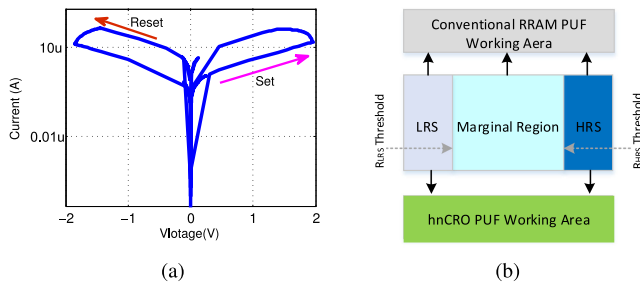 Reset
Set
10u
0.01u
Current (A)
−2
−1
0
1
2
Vlotage(V)
(a)
Conventional RRAM PUF
Working Aera
RLRS Threshold
LRS
Marginal Region
HRS
RHRS Threshold
hnCRO PUF Working Area
(b)